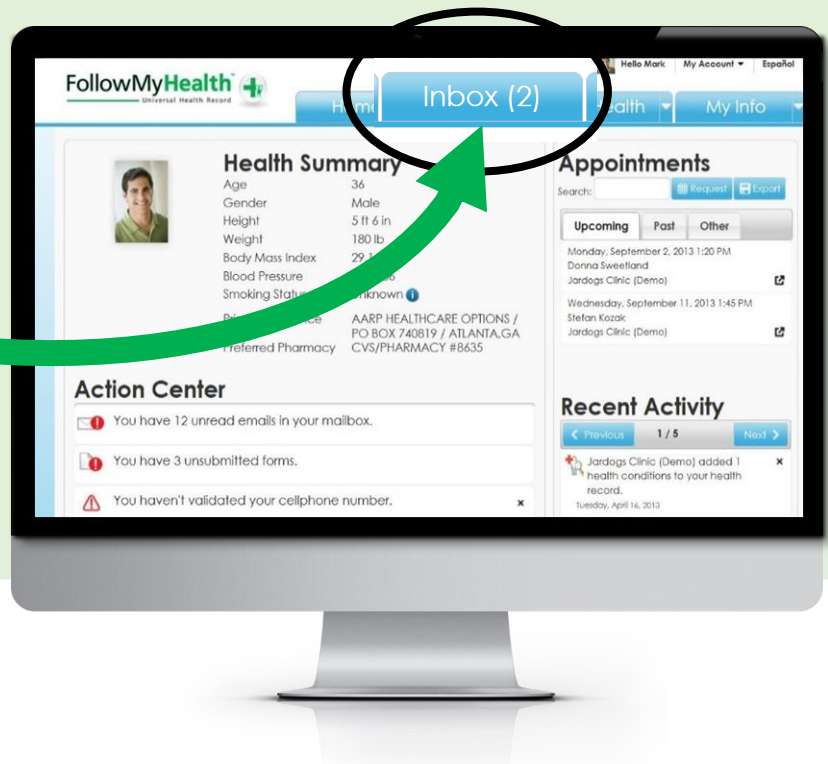 Hello Mark My Account Español
FollowMyHealth
Universal Health Record
Inbox (2)
My Info
Health Summary
Age 36
Gender Male
Height 5 ft 6 in
Weight 180 lb
Body Mass Index
Blood Pressure
Smoking Status
AARP HEALTHCARE OPTIONS /
PO BOX 740819 / ATLANTA,GA
Preferred Pharmacy CVS/PHARMACY #8635
Action Center
You have 12 unread emails in your mailbox.
You have 3 unsubmitted forms.
You haven't validated your cellphone number. x
Appointments
Search: Request Export
Upcoming Past Other
Monday, September 2, 2013 1:20 PM
Donna Sweetland
Jardogs Clinic (Demo)
Wednesday, September 11, 2013 1:45 PM
Stefan Kozak
Jardogs Clinic (Demo)
Recent Activity
Previous 1 / 5 Next
Jardogs Clinic (Demo) added 1 x
health conditions to your health
record.
Tuesday, April 16, 2013